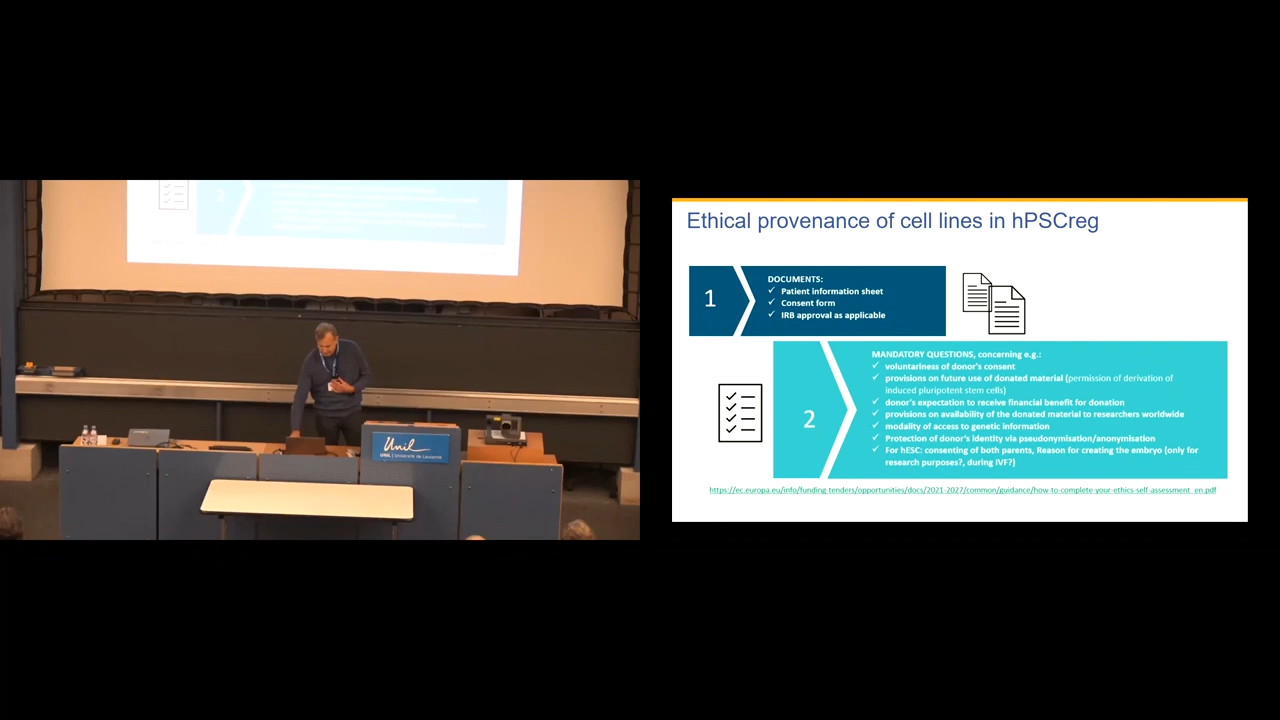 Ethical provenance of cell lines in hPSCreg
1
DOCUMENTS:
✓ Patient information sheet
✓ Consent form
✓ IRB approval as applicable
2
MANDATORY QUESTIONS, concerning e.g.:
✓ voluntariness of donor's consent
✓ provisions on future use of donated material (permission of derivation of
induced pluripotent stem cells)
✓ donor's expectation to receive financial benefit for donation
✓ provisions on availability of the donated material to researchers worldwide
✓ modality of access to genetic information
✓ Protection of donor's identity via pseudonymisation/anonymisation
✓ For hESC: consenting of both parents, Reason for creating the embryo (only for
research purposes?, during IVF?)
https://ec.europa.eu/info/funding-tenders/opportunities/docs/2021-2027/common/guidance/how-to-complete-your-ethics-self-assessment_en.pdf
2
Unil
UNIL | Université de Lausanne